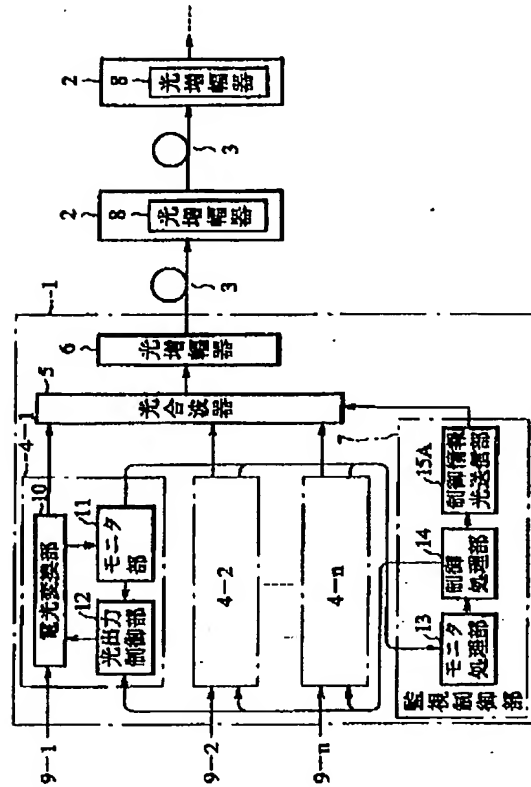 9-1
9-2
9-n
4-1
10
電光変換部
11
モニタ部
12
光出力制御部
4-2
4-n
5
光合波器
6
光増幅器
1
3
2
8
光増幅器
3
2
8
光増幅器
7
13
モニタ処理部
14
制御処理部
15A
制御情報光送信部
監視制御部